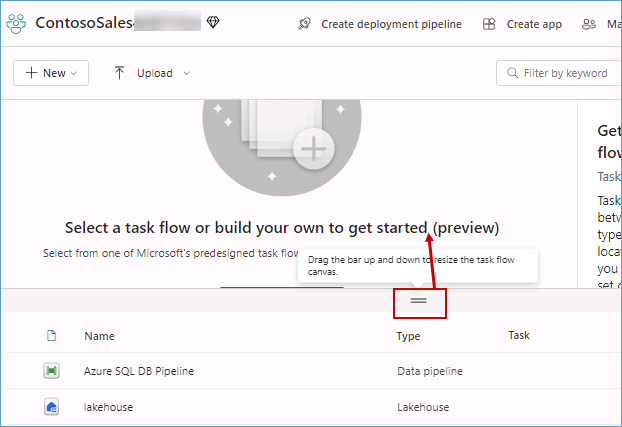 ContosoSales
Create deployment pipeline
Create app
Ma
New
Upload
Filter by keyword
Select a task flow or build your own to get started (preview)
Select from one of Microsoft's predesigned task flow
Drag the bar up and down to resize the task flow
canvas.
Get
flow
Task
Task
betw
type
loca
you
set o
Name
Type
Task
Azure SQL DB Pipeline
Data pipeline
lakehouse
Lakehouse